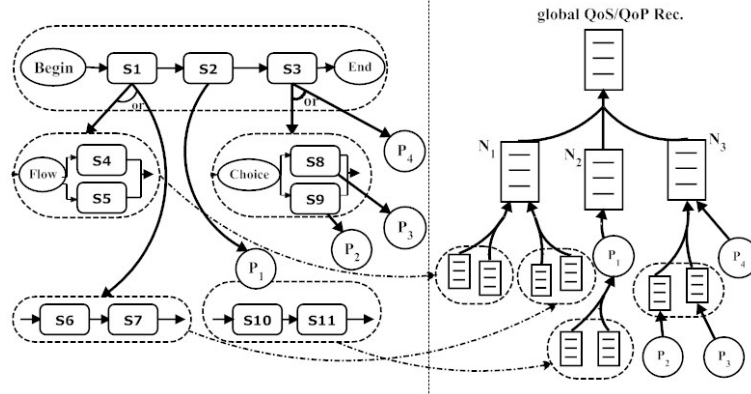 global QoS/QoP Rec.
Begin S1 S2 S3 End
or or
Flow S4 S5
Choice S8 S9
P4
P3
P2
P1
S6 S7
S10 S11
N1 N2 N3
P1 P4
P2 P3